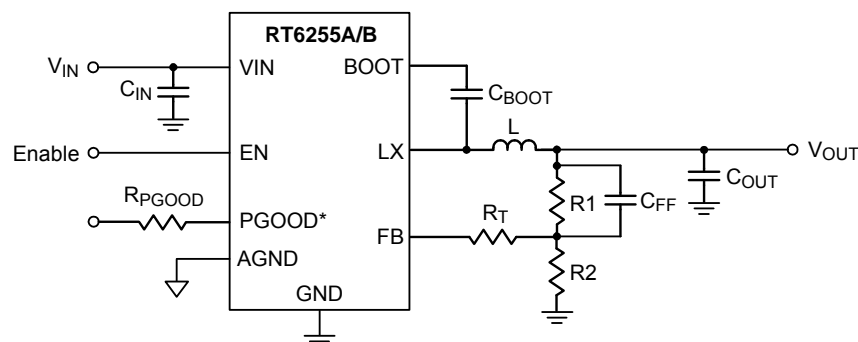 RT6255A/B
VIN
VIN
BOOT
CIN
CBOOT
Enable
EN
LX
L
VOUT
COUT
RPGOOD
PGOOD*
R1
CFF
RT
FB
AGND
R2
GND